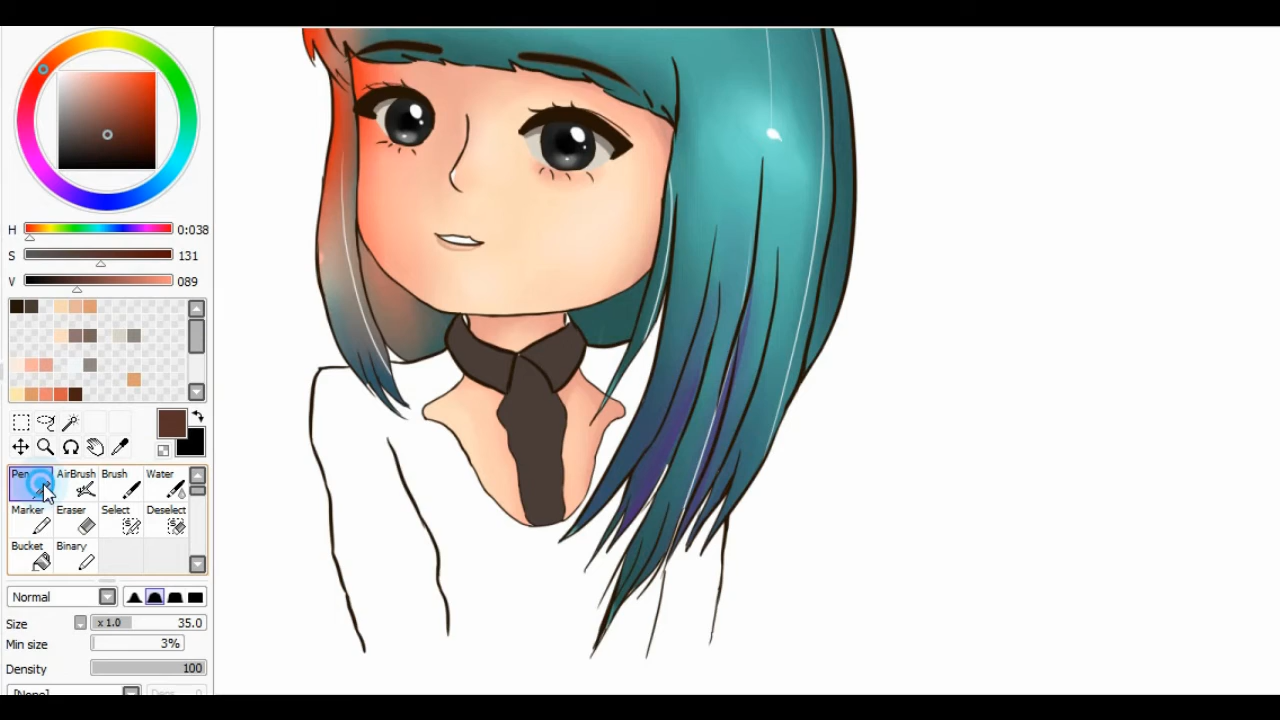 H 0:038
S 131
V 089
Pen AirBrush Brush Water
Marker Eraser Select Deselect
Bucket Binary
Normal
Size x 1.0 35.0
Min size 3%
Density 100
[None]